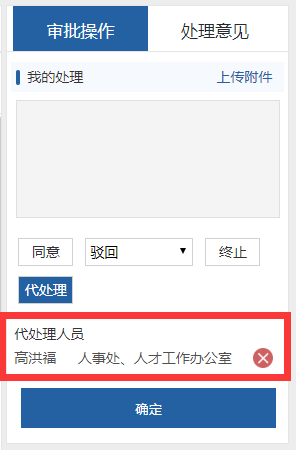 审批操作 处理意见
我的处理 上传附件
同意 驳回 终止
代处理
代处理人员
高洪福 人事处、人才工作办公室
确定